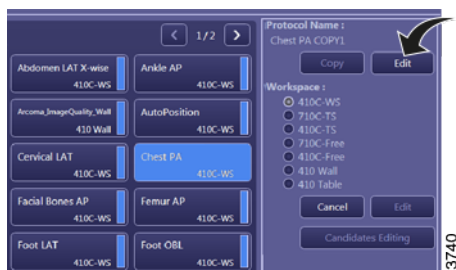 1/2
Abdomen LAT X-wise
410C-WS
Ankle AP
410C-WS
Arcoma_ImageQuality_Wall
410 Wall
AutoPosition
410C-WS
Cervical LAT
410C-WS
Chest PA
410C-WS
Facial Bones AP
410C-WS
Femur AP
410C-WS
Foot LAT
410C-WS
Foot OBL
410C-WS
Protocol Name :
Chest PA COPY1
Copy
Edit
Workspace :
410C-WS
710C-TS
410C-TS
710C-Free
410C-Free
410 Wall
410 Table
Cancel
Edit
Candidates Editing
3740